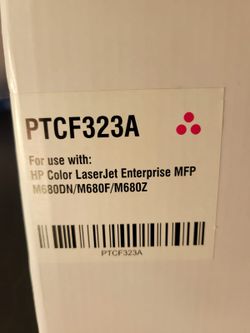 PTCF323A
For use with:
HP Color LaserJet Enterprise MFP
M680DN/M680F/M680Z
PTCF323A